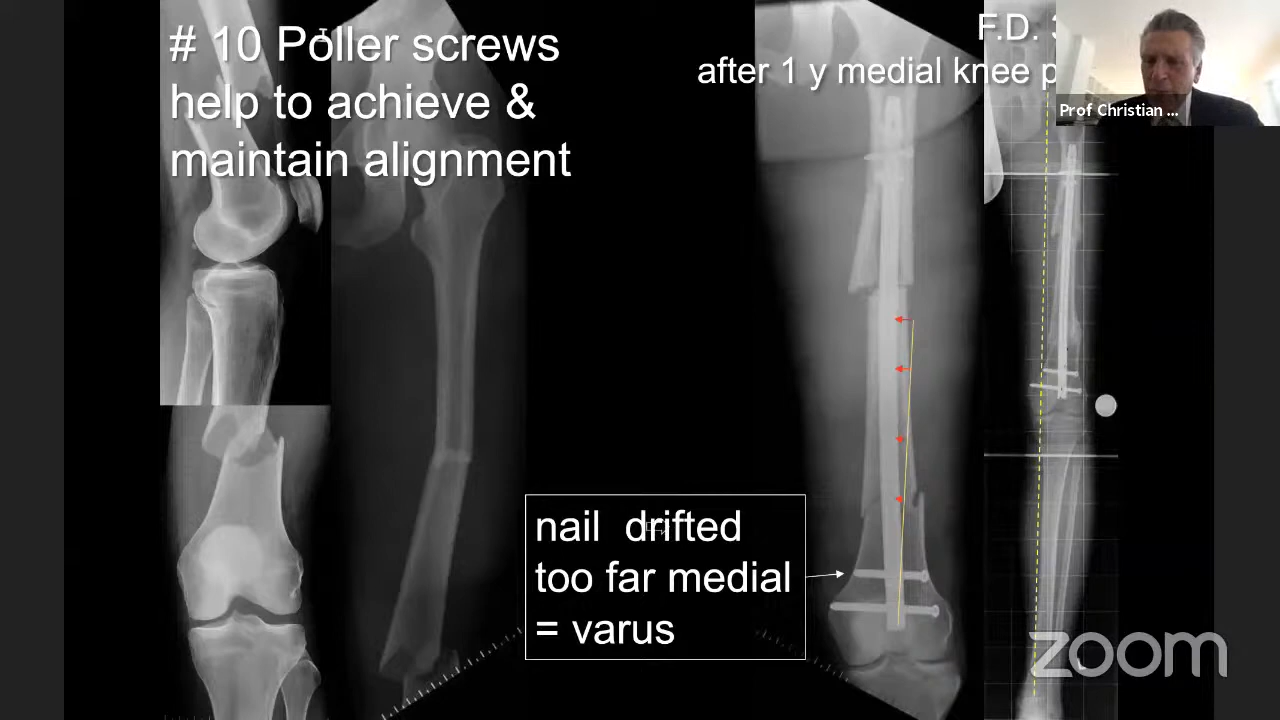 # 10 Poller screws
help to achieve &
maintain alignment
F.D. 3
after 1 y medial knee p
Prof Christian ...
nail drifted
too far medial
= varus
zoom